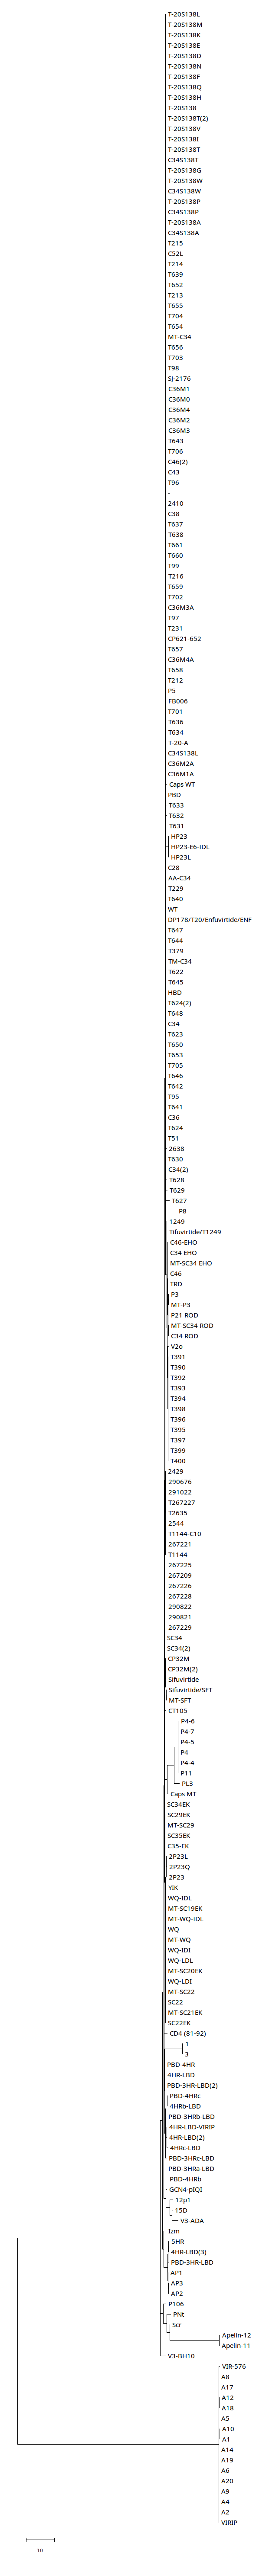 T-20S138L
T-20S138M
T-20S138K
T-20S138E
T-20S138D
T-20S138N
T-20S138F
T-20S138Q
T-20S138H
T-20S138
T-20S138T(2)
T-20S138V
T-20S138I
T-20S138T
C34S138T
T-20S138G
T-20S138W
C34S138W
T-20S138P
C34S138P
T-20S138A
C34S138A
T215
C52L
T214
T639
T652
T213
T655
T704
T654
MT-C34
T656
T703
T98
SJ-2176
C36M1
C36M0
C36M4
C36M2
C36M3
T643
T706
C46(2)
C43
T96
-
2410
C38
T637
T638
T661
T660
T99
T216
T659
T702
C36M3A
T97
T231
CP621-652
T657
C36M4A
T658
T212
P5
FB006
T701
T636
T634
T-20-A
C34S138L
C36M2A
C36M1A
Caps WT
PBD
T633
T632
T631
HP23
HP23-E6-IDL
HP23L
C28
AA-C34
T229
T640
WT
DP178/T20/Enfuvirtide/ENF
T647
T644
T379
TM-C34
T622
T645
HBD
T624(2)
T648
C34
T623
T650
T653
T705
T646
T642
T95
T641
C36
T624
T51
2638
T630
C34(2)
T628
T629
T627
P8
1249
Tifuvirtide/T1249
C46-EHO
C34 EHO
MT-SC34 EHO
C46
TRD
P3
MT-P3
P21 ROD
MT-SC34 ROD
C34 ROD
V2o
T391
T390
T392
T393
T394
T398
T396
T395
T397
T399
T400
2429
290676
291022
T267227
T2635
2544
T1144-C10
267221
T1144
267225
267209
267226
267228
290822
290821
267229
SC34
SC34(2)
CP32M
CP32M(2)
Sifuvirtide
Sifuvirtide/SFT
MT-SFT
CT105
P4-6
P4-7
P4-5
P4
P4-4
P11
PL3
Caps MT
SC34EK
SC29EK
MT-SC29
SC35EK
C35-EK
2P23L
2P23Q
2P23
YIK
WQ-IDL
MT-SC19EK
MT-WQ-IDL
WQ
MT-WQ
WQ-IDI
WQ-LDL
MT-SC20EK
WQ-LDI
MT-SC22
SC22
MT-SC21EK
SC22EK
CD4 (81-92)
1
3
PBD-4HR
4HR-LBD
PBD-3HR-LBD(2)
PBD-4HRc
4HRb-LBD
PBD-3HRb-LBD
4HR-LBD-VIRIP
4HR-LBD(2)
4HRc-LBD
PBD-3HRc-LBD
PBD-3HRa-LBD
PBD-4HRb
GCN4-pIQI
12p1
15D
V3-ADA
Izm
5HR
4HR-LBD(3)
PBD-3HR-LBD
AP1
AP3
AP2
P106
PNt
Scr
Apelin-12
Apelin-11
V3-BH10
VIR-576
A8
A17
A12
A18
A5
A10
A1
A14
A19
A6
A20
A9
A4
A2
VIRIP
10